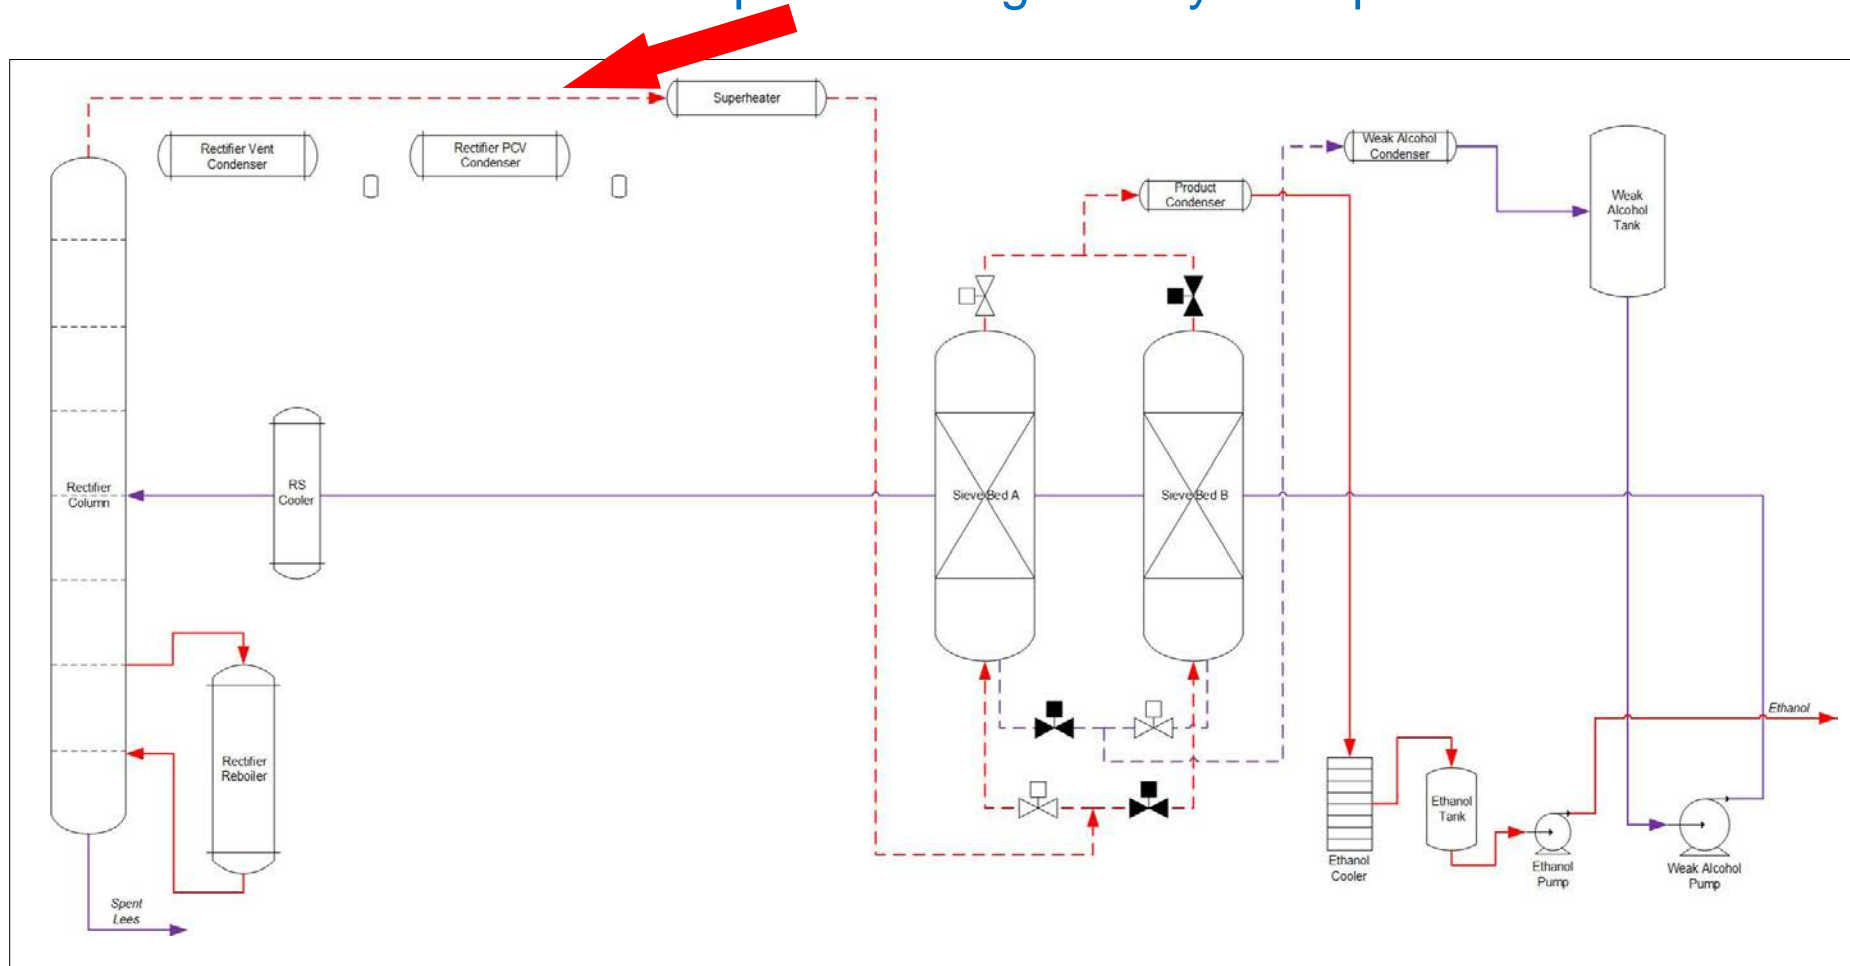 Superheater
Rectifier Vent
Condenser
Rectifier PCV
Condenser
Weak Alcohol
Condenser
Product
Condenser
Weak
Alcohol
Tank
Rectifier
Column
RS
Cooler
Sieve Bed A
Sieve Bed B
Ethanol
Rectifier
Reboiler
Ethanol
Tank
Ethanol
Cooler
Ethanol
Pump
Weak Alcohol
Pump
Spent
Lees